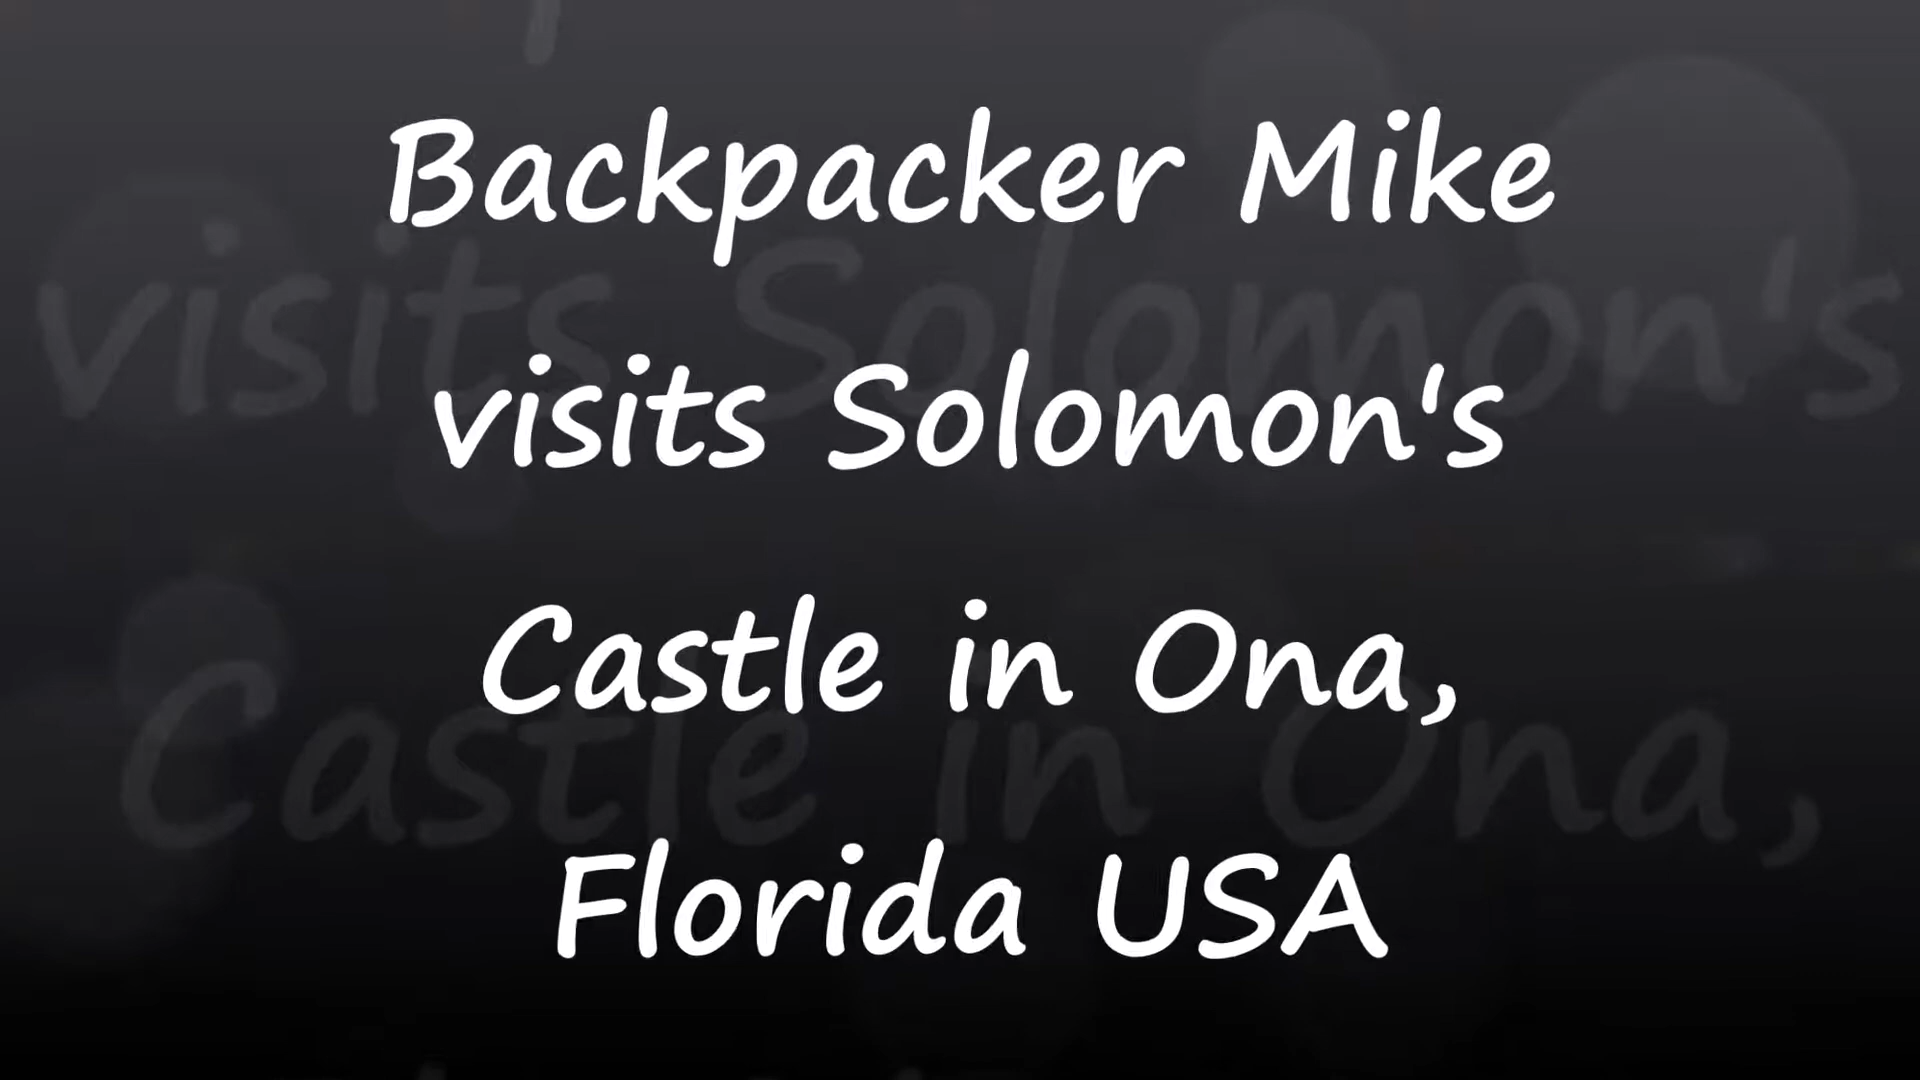 Backpacker Mike
visits Solomon's
Castle in Ona,
Florida USA